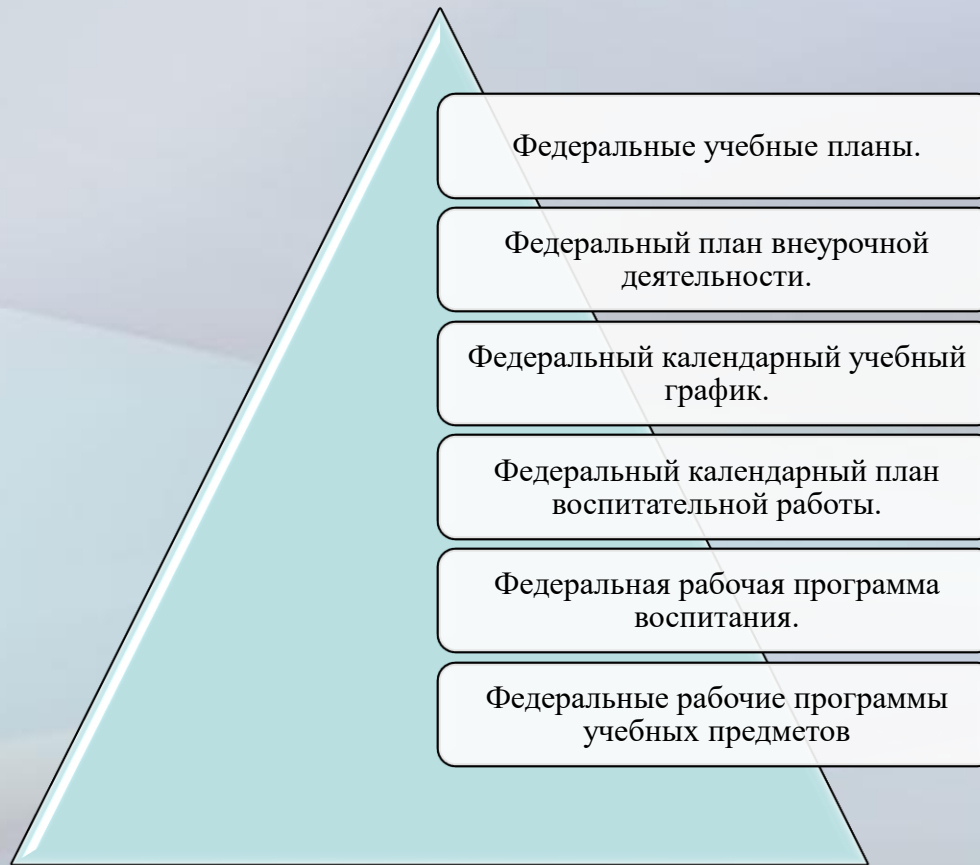 Федеральные учебные планы.
Федеральный план внеурочной
деятельности.
Федеральный календарный учебный
график.
Федеральный календарный план
воспитательной работы.
Федеральная рабочая программа
воспитания.
Федеральные рабочие программы
учебных предметов